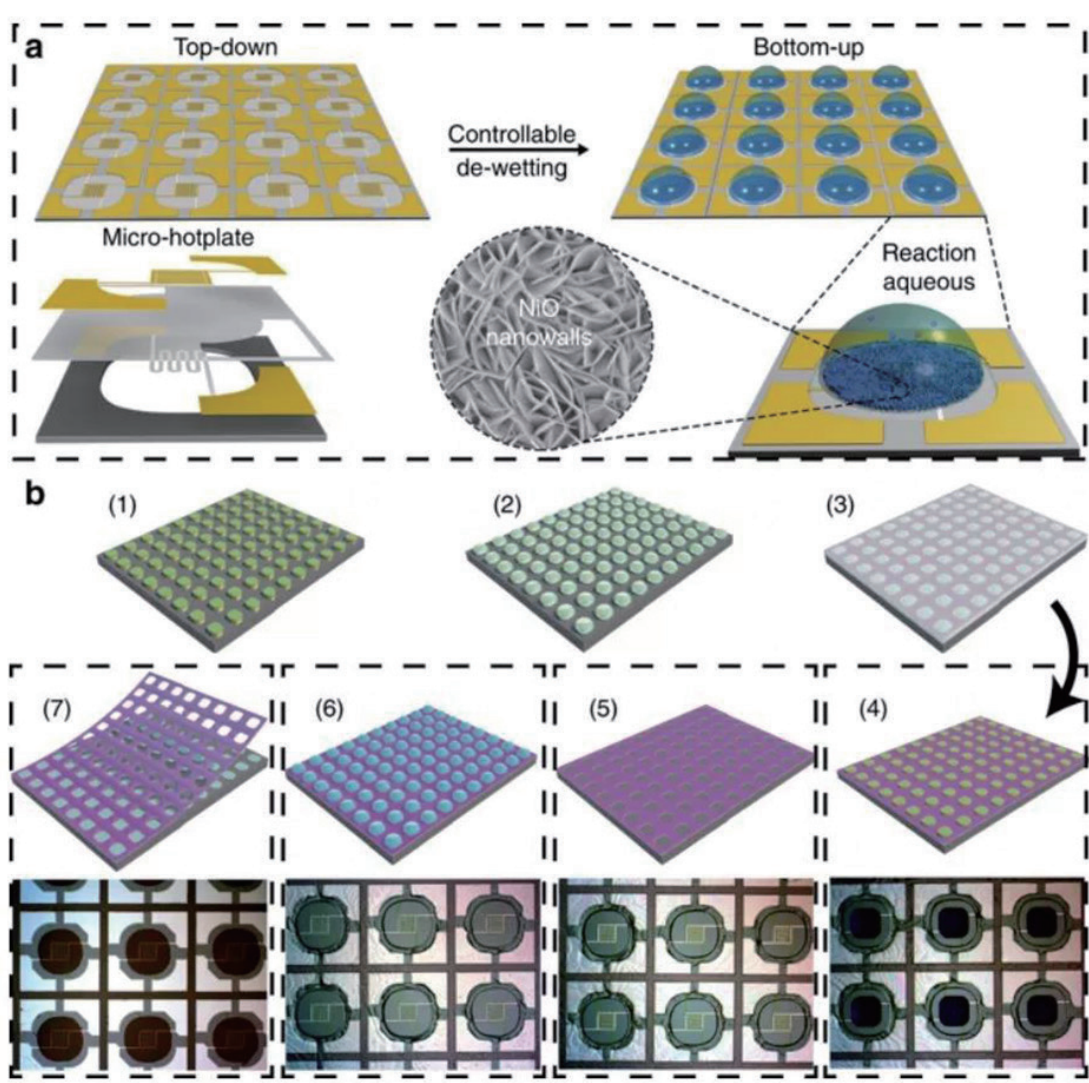 a
Top-down
Bottom-up
Controllable
de-wetting
Micro-hotplate
NiO
nanowalls
Reaction
aqueous
b
(1)
(2)
(3)
(7)
(6)
(5)
(4)